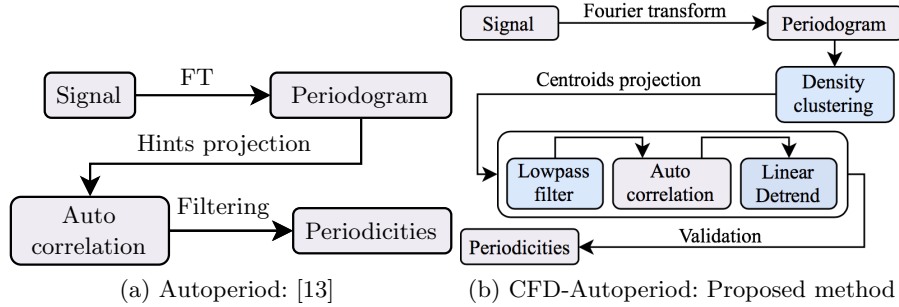 Signal
FT
Periodogram
Hints projection
Auto
correlation
Filtering
Periodicities
(a) Autoperiod: [13]
Signal
Fourier transform
Periodogram
Density
clustering
Centroids projection
Lowpass
filter
Auto
correlation
Linear
Detrend
Validation
Periodicities
(b) CFD-Autoperiod: Proposed method